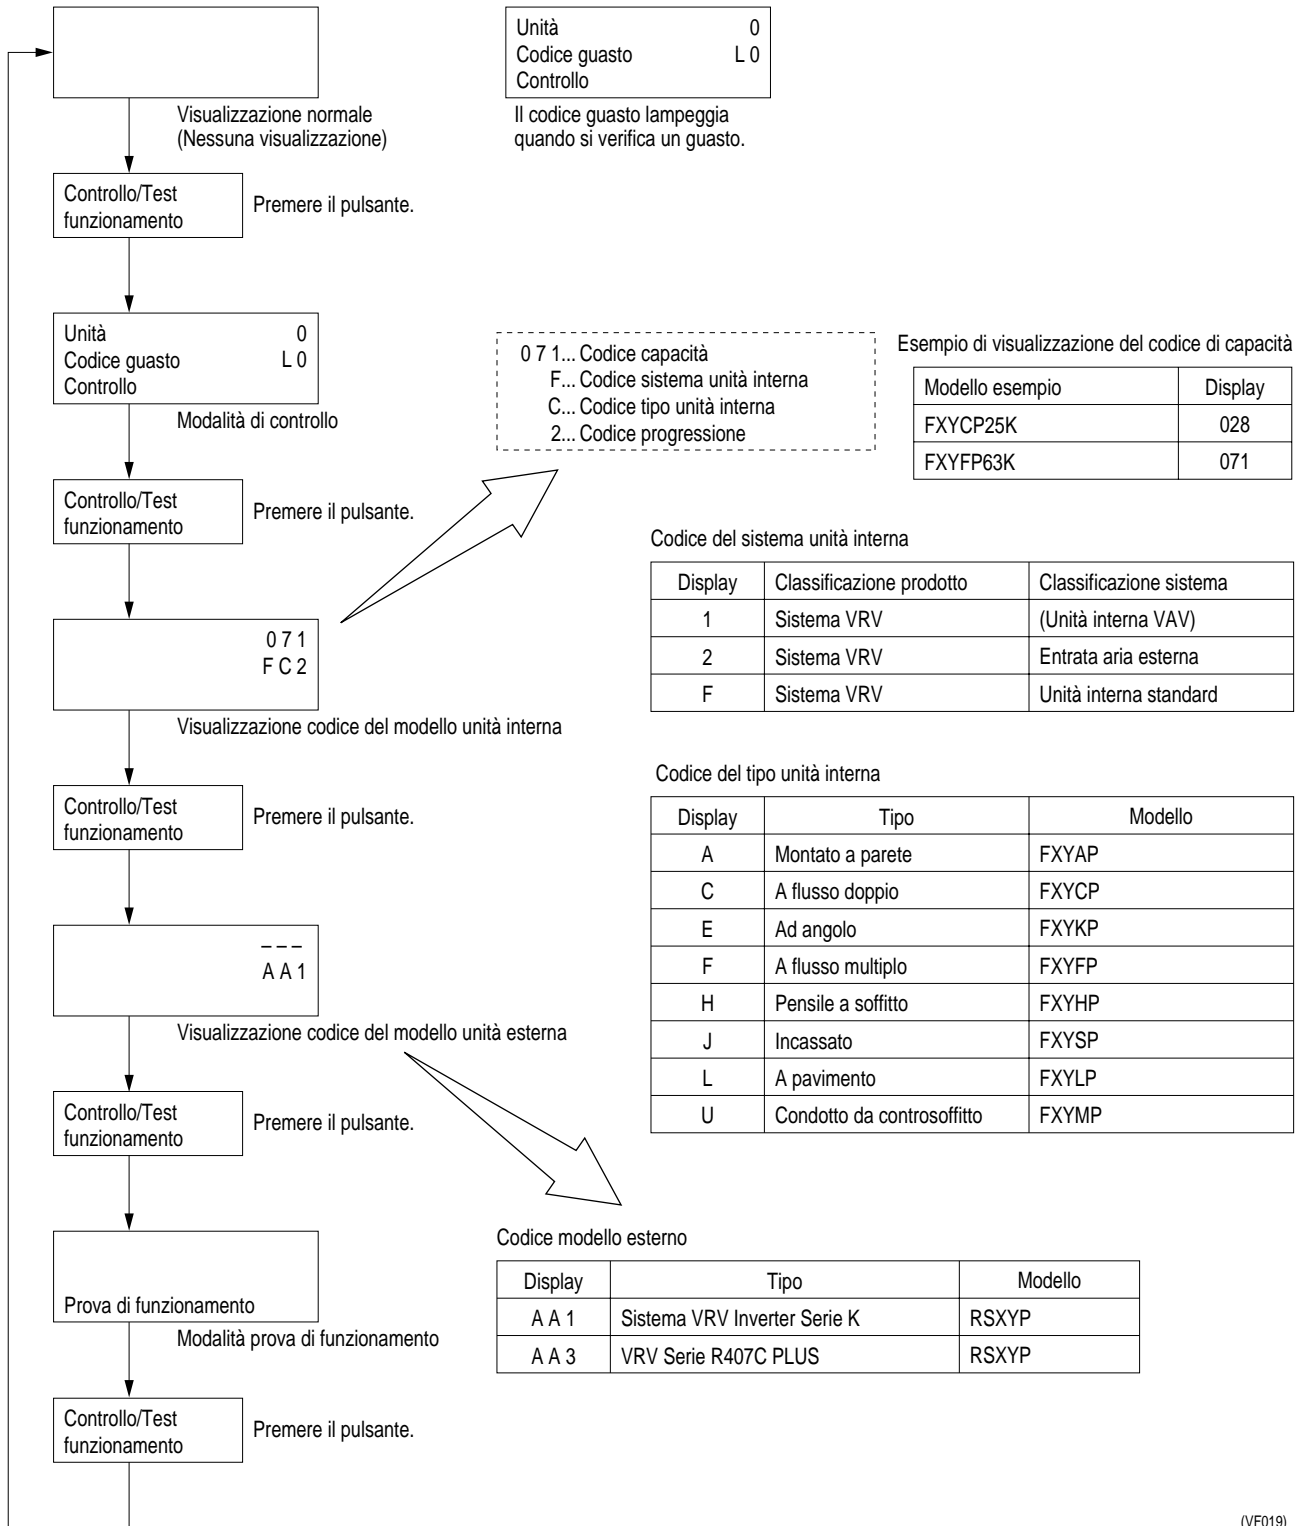 Unità 0
Codice guasto L 0
Controllo
Visualizzazione normale
(Nessuna visualizzazione)
Il codice guasto lampeggia
quando si verifica un guasto.
Controllo/Test
funzionamento
Premere il pulsante.
Unità 0
Codice guasto L 0
Controllo
Modalità di controllo
0 7 1... Codice capacità
F... Codice sistema unità interna
C... Codice tipo unità interna
2... Codice progressione
Esempio di visualizzazione del codice di capacità
Modello esempio Display
FXYCP25K 028
FXYFP63K 071
Controllo/Test
funzionamento
Premere il pulsante.
Codice del sistema unità interna
Display Classificazione prodotto Classificazione sistema
1 Sistema VRV (Unità interna VAV)
2 Sistema VRV Entrata aria esterna
F Sistema VRV Unità interna standard
0 7 1
F C 2
Visualizzazione codice del modello unità interna
Controllo/Test
funzionamento
Premere il pulsante.
Codice del tipo unità interna
Display Tipo Modello
A Montato a parete FXYAP
C A flusso doppio FXYCP
E Ad angolo FXYKP
F A flusso multiplo FXYFP
H Pensile a soffitto FXYHP
J Incassato FXYSP
L A pavimento FXYLP
U Condotto da controsoffitto FXYMP
– – –
A A 1
Visualizzazione codice del modello unità esterna
Controllo/Test
funzionamento
Premere il pulsante.
Prova di funzionamento
Modalità prova di funzionamento
Codice modello esterno
Display Tipo Modello
A A 1 Sistema VRV Inverter Serie K RSXYP
A A 3 VRV Serie R407C PLUS RSXYP
Controllo/Test
funzionamento
Premere il pulsante.
(VF019)